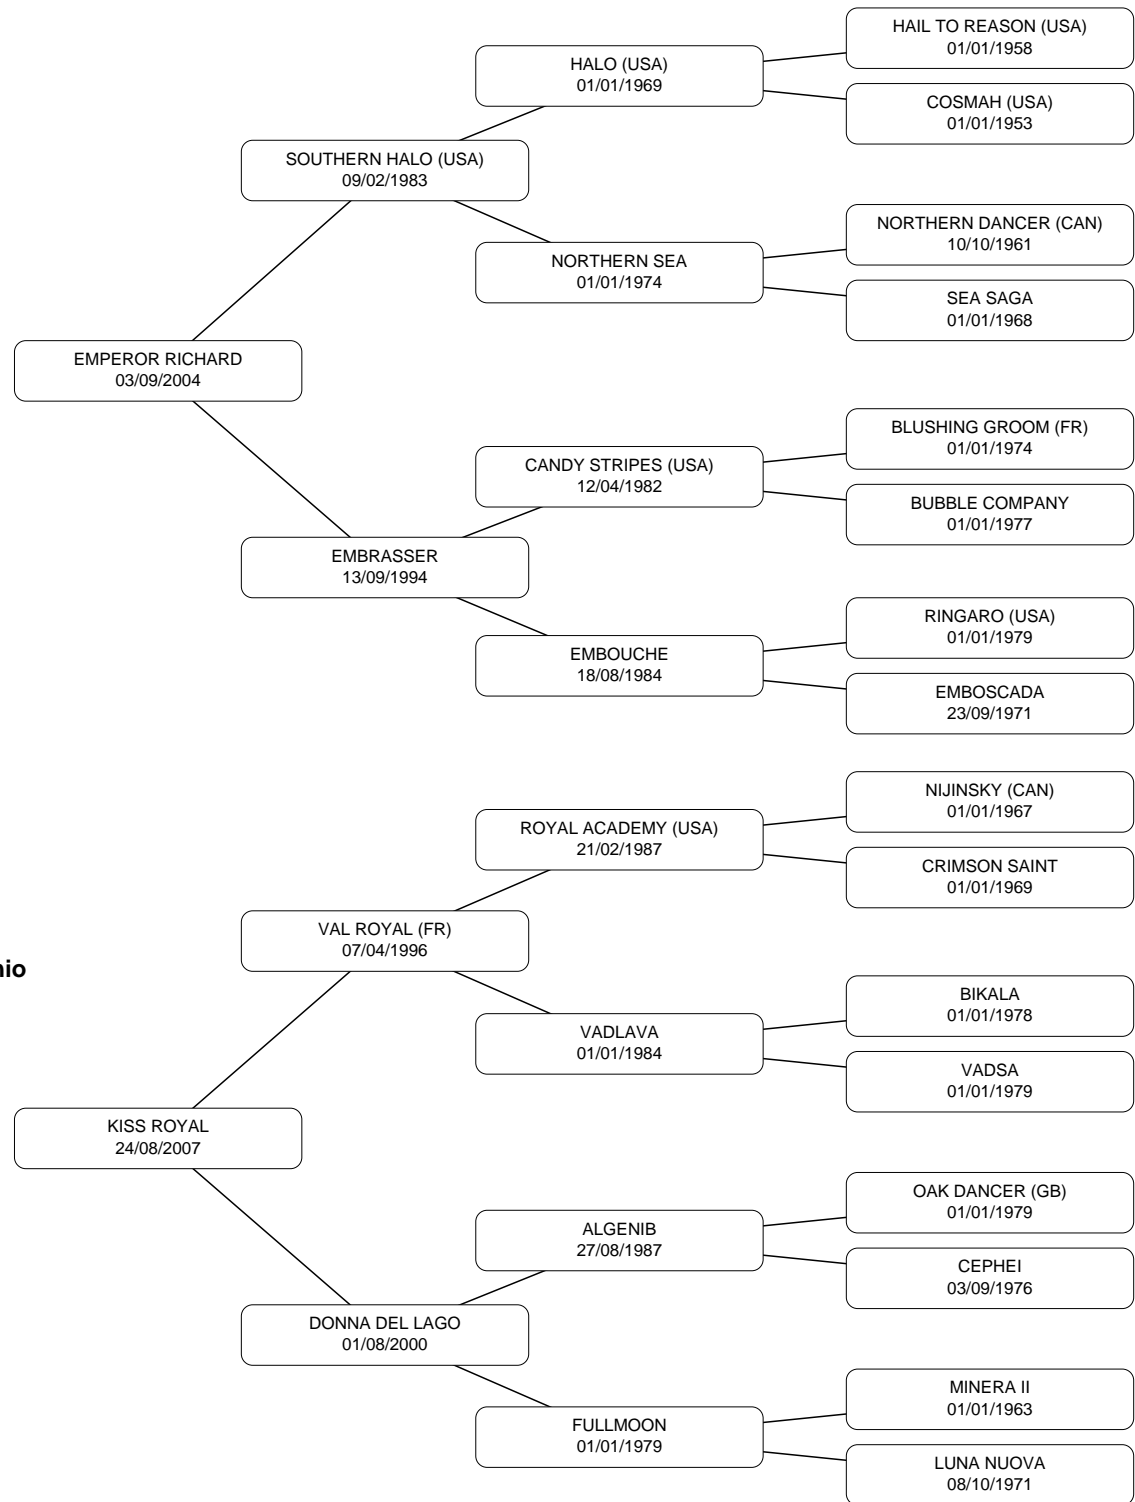 HAIL TO REASON (USA)
01/01/1958
HALO (USA)
01/01/1969
COSMAH (USA)
01/01/1953
SOUTHERN HALO (USA)
09/02/1983
NORTHERN DANCER (CAN)
10/10/1961
NORTHERN SEA
01/01/1974
SEA SAGA
01/01/1968
EMPEROR RICHARD
03/09/2004
BLUSHING GROOM (FR)
01/01/1974
CANDY STRIPES (USA)
12/04/1982
BUBBLE COMPANY
01/01/1977
EMBRASSER
13/09/1994
RINGARO (USA)
01/01/1979
EMBOUCHE
18/08/1984
EMBOSCADA
23/09/1971
NIJINSKY (CAN)
01/01/1967
ROYAL ACADEMY (USA)
21/02/1987
CRIMSON SAINT
01/01/1969
VAL ROYAL (FR)
07/04/1996
BIKALA
01/01/1978
VADLAVA
01/01/1984
VADSA
01/01/1979
KISS ROYAL
24/08/2007
OAK DANCER (GB)
01/01/1979
ALGENIB
27/08/1987
CEPHEI
03/09/1976
DONNA DEL LAGO
01/08/2000
MINERA II
01/01/1963
FULLMOON
01/01/1979
LUNA NUOVA
08/10/1971